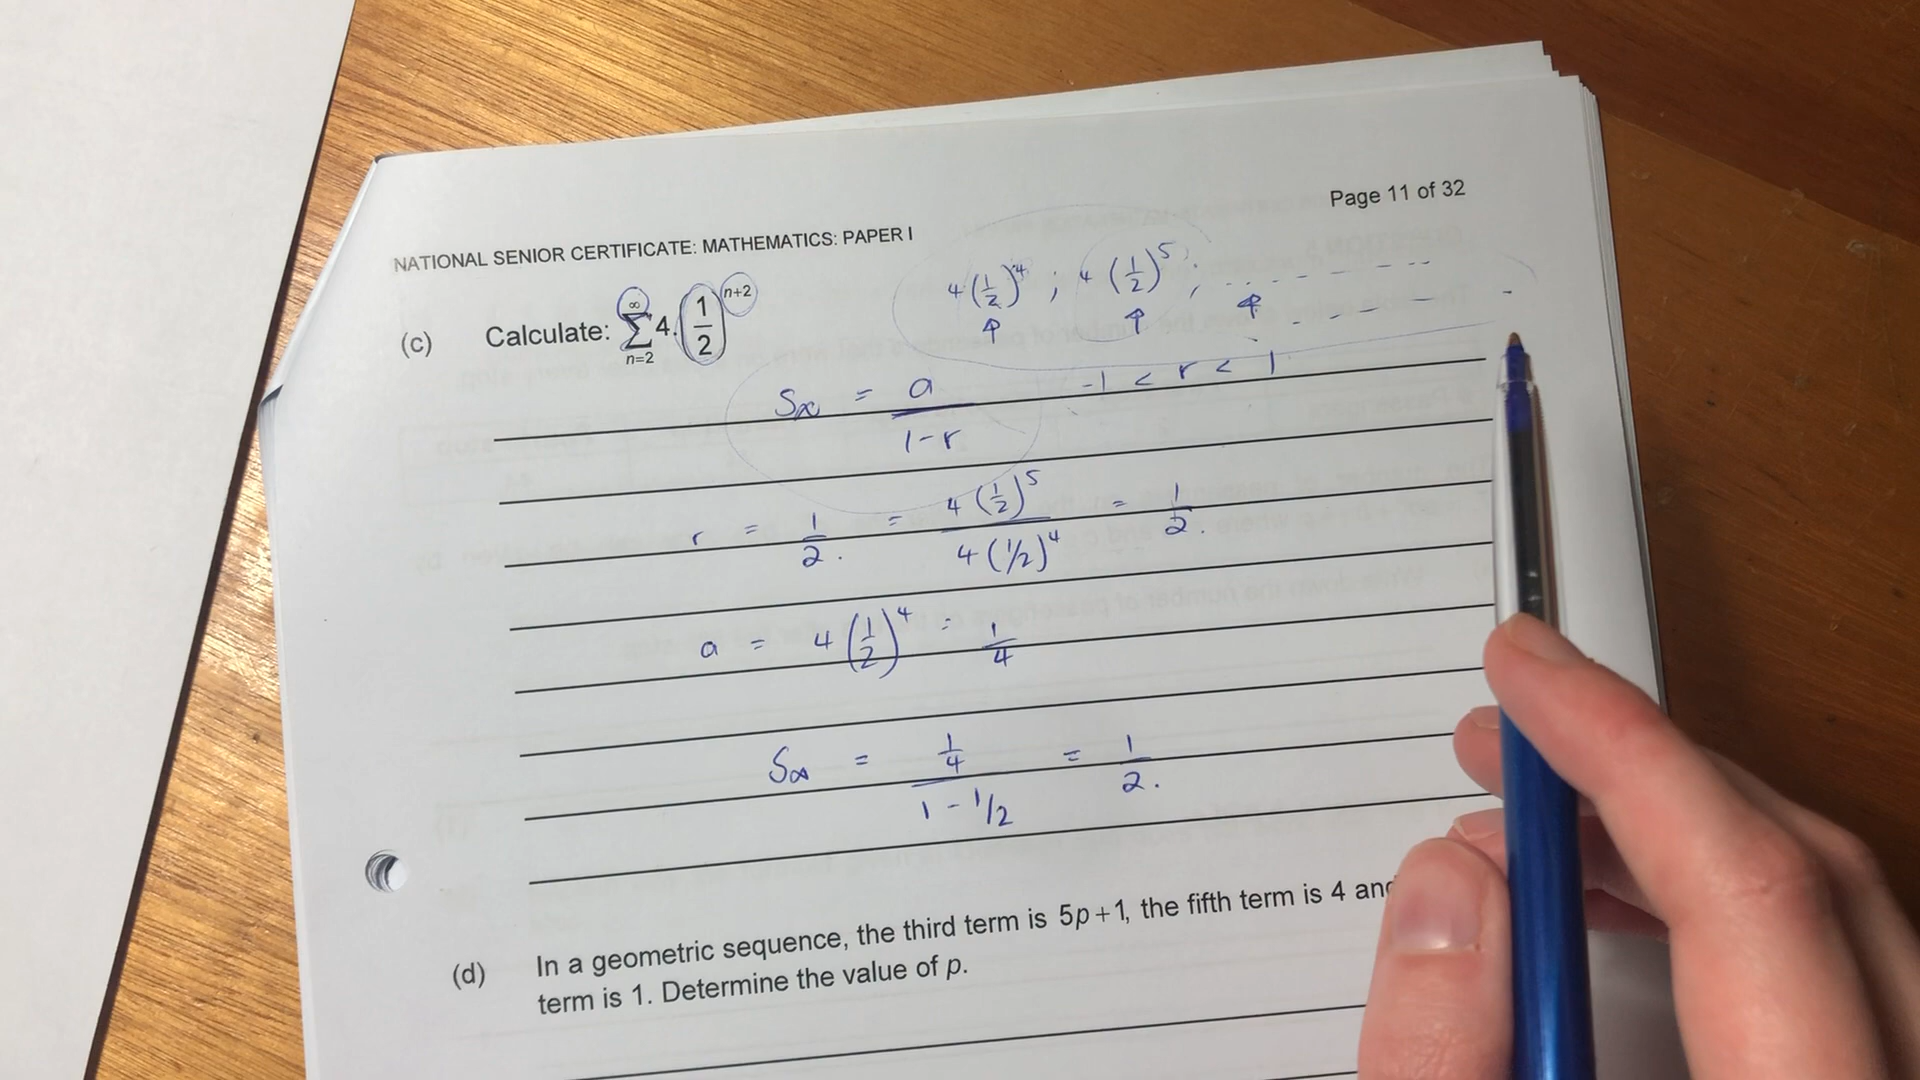 Page 11 of 32
NATIONAL SENIOR CERTIFICATE: MATHEMATICS: PAPER I
4(1/2)^4 ; 4(1/2)^5 ; . . - - - - - ..
(c) Calculate: ∑_{n=2}^{∞} 4.(1/2)^{n+2}
S∞ = a/(1-r) -1 < r < 1
r = 1/2. = 4(1/2)^5 / 4(1/2)^4 = 1/2.
a = 4(1/2)^4 = 1/4
S∞ = (1/4)/(1 - 1/2) = 1/2.
(d) In a geometric sequence, the third term is 5p+1, the fifth term is 4 and
term is 1. Determine the value of p.